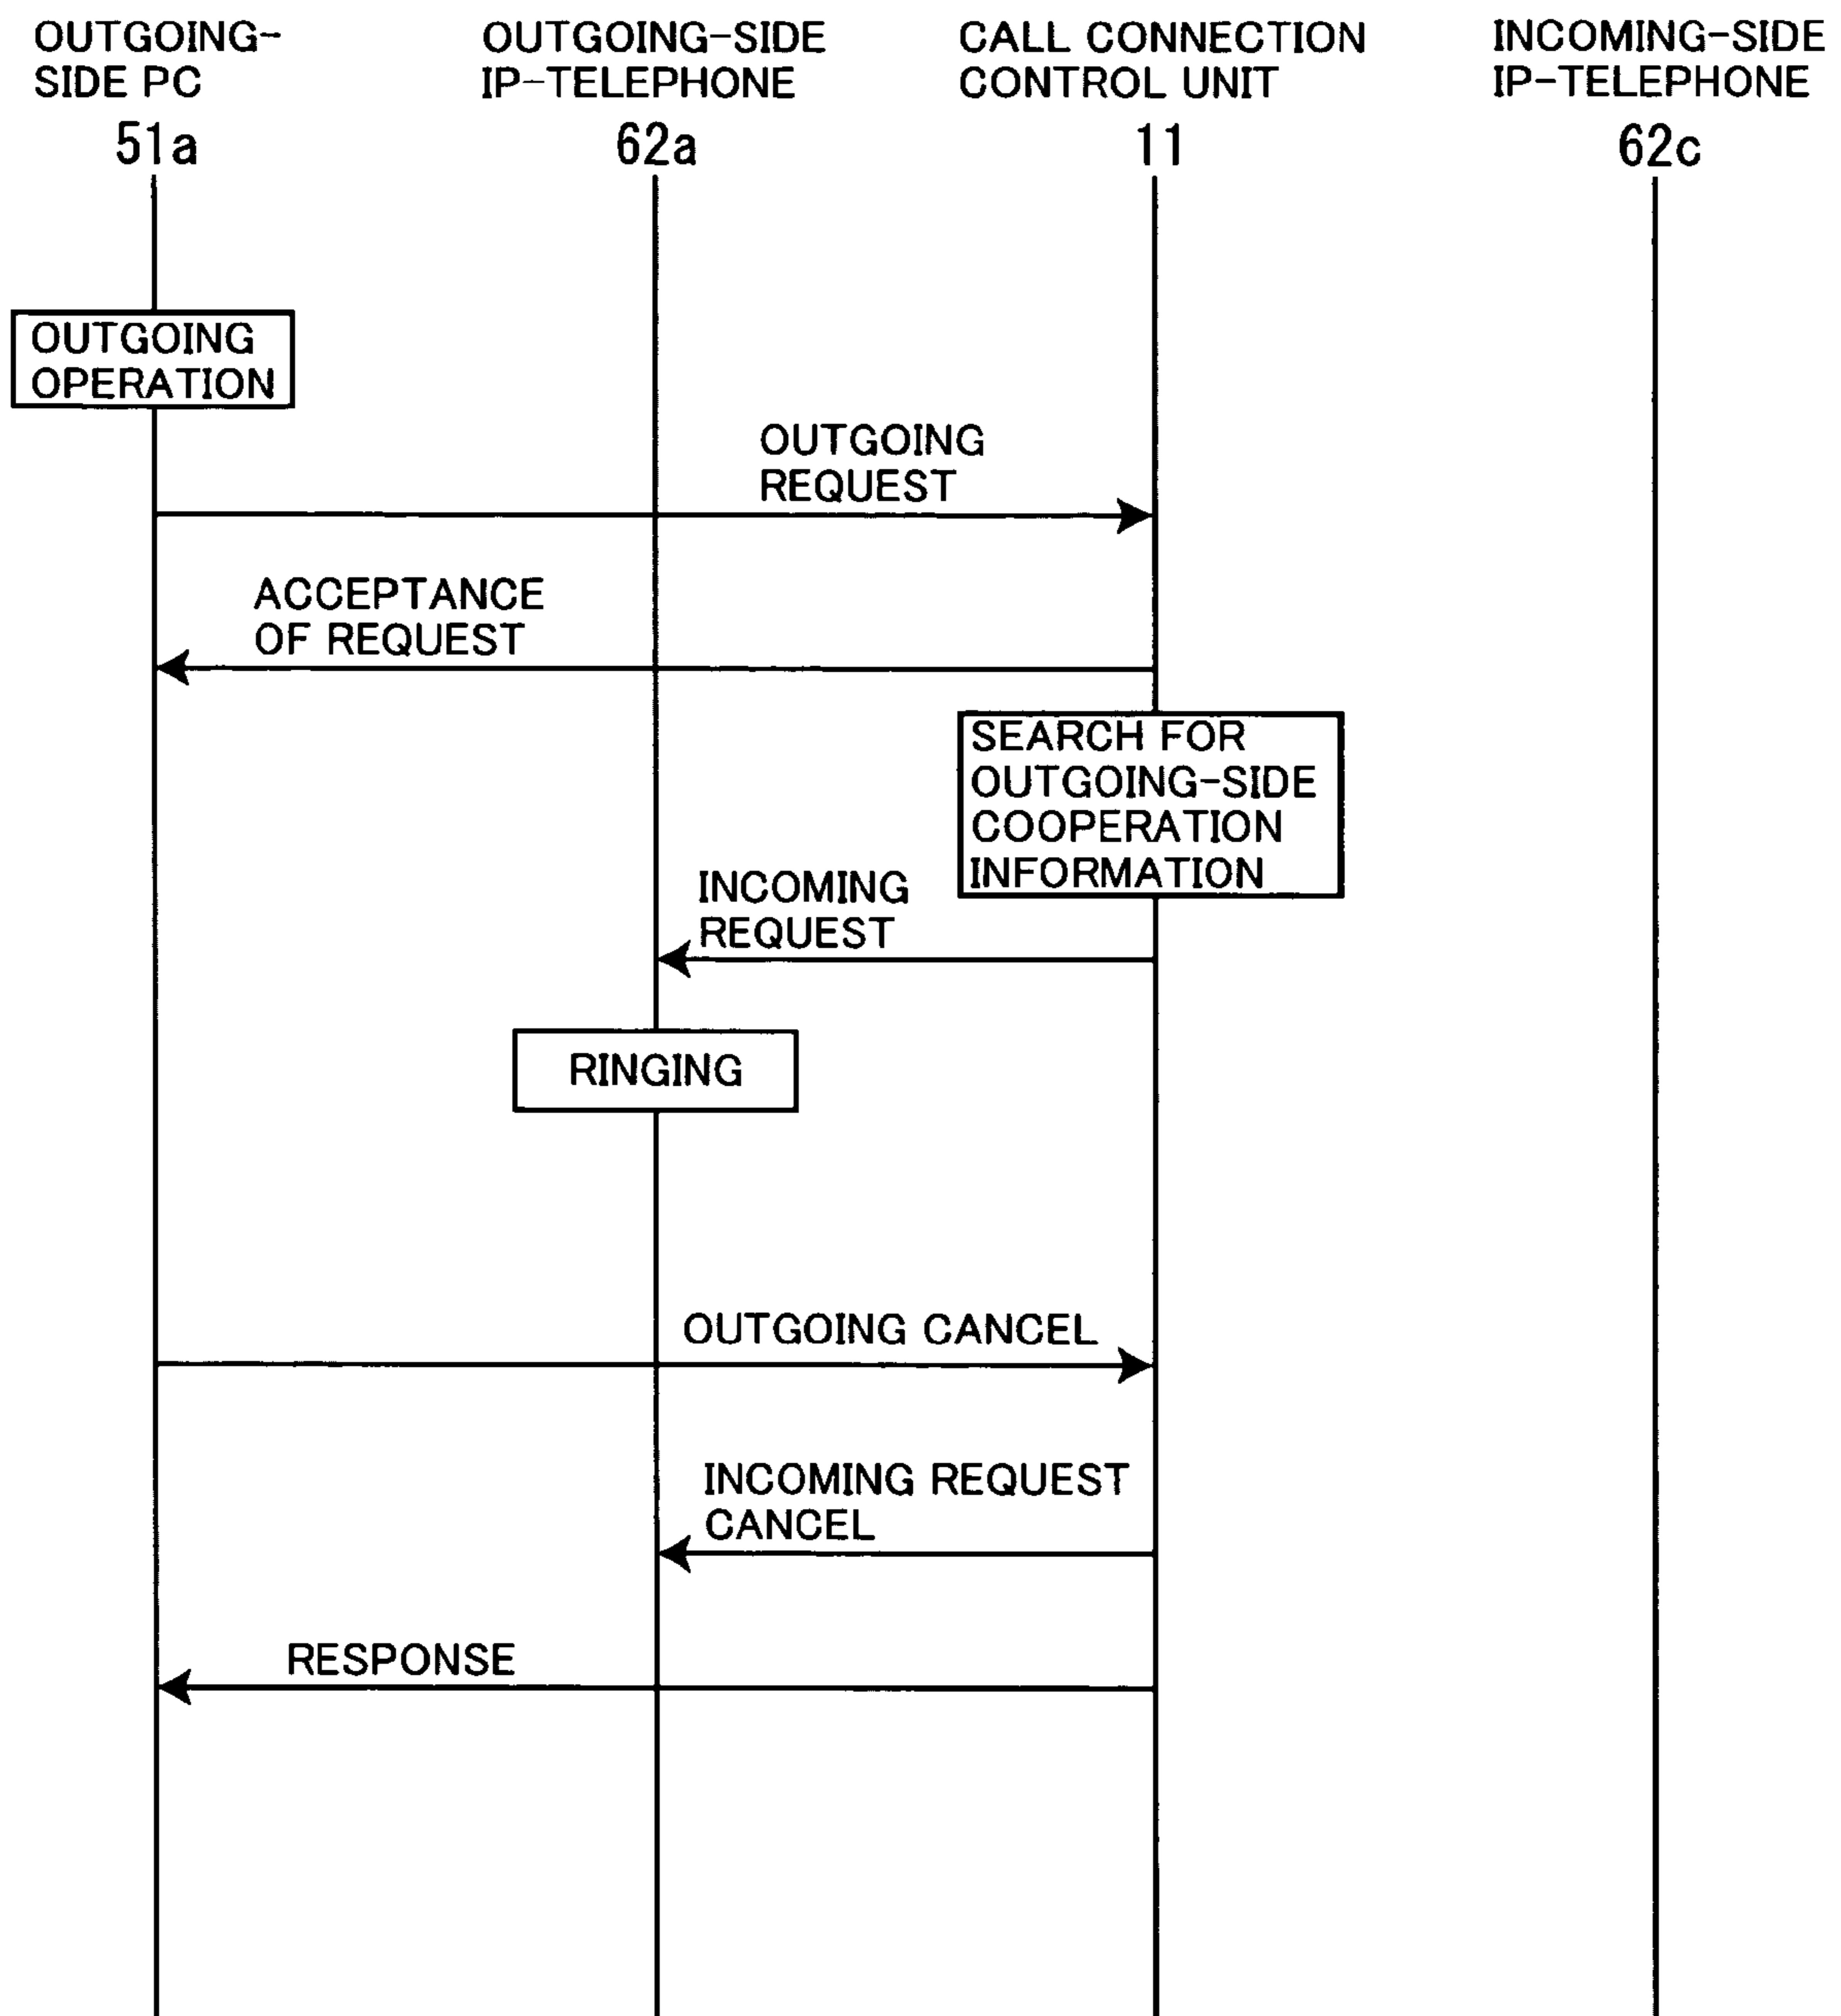 OUTGOING-
SIDE PC
51a
OUTGOING-SIDE
IP-TELEPHONE
62a
CALL CONNECTION
CONTROL UNIT
11
INCOMING-SIDE
IP-TELEPHONE
62c
OUTGOING
OPERATION
OUTGOING
REQUEST
ACCEPTANCE
OF REQUEST
SEARCH FOR
OUTGOING-SIDE
COOPERATION
INFORMATION
INCOMING
REQUEST
RINGING
OUTGOING CANCEL
INCOMING REQUEST
CANCEL
RESPONSE